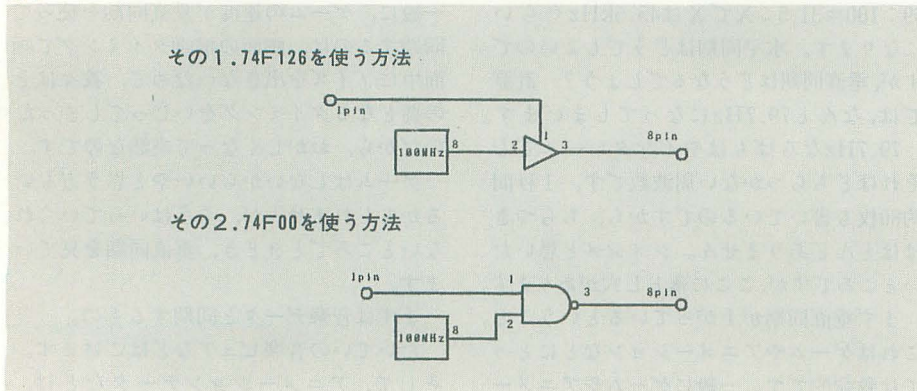 その1.74F126を使う方法
1pin
1
100MHz 8 2 3 8pin
その2.74F00を使う方法
1pin 1
3 8pin
8 2
100MHz